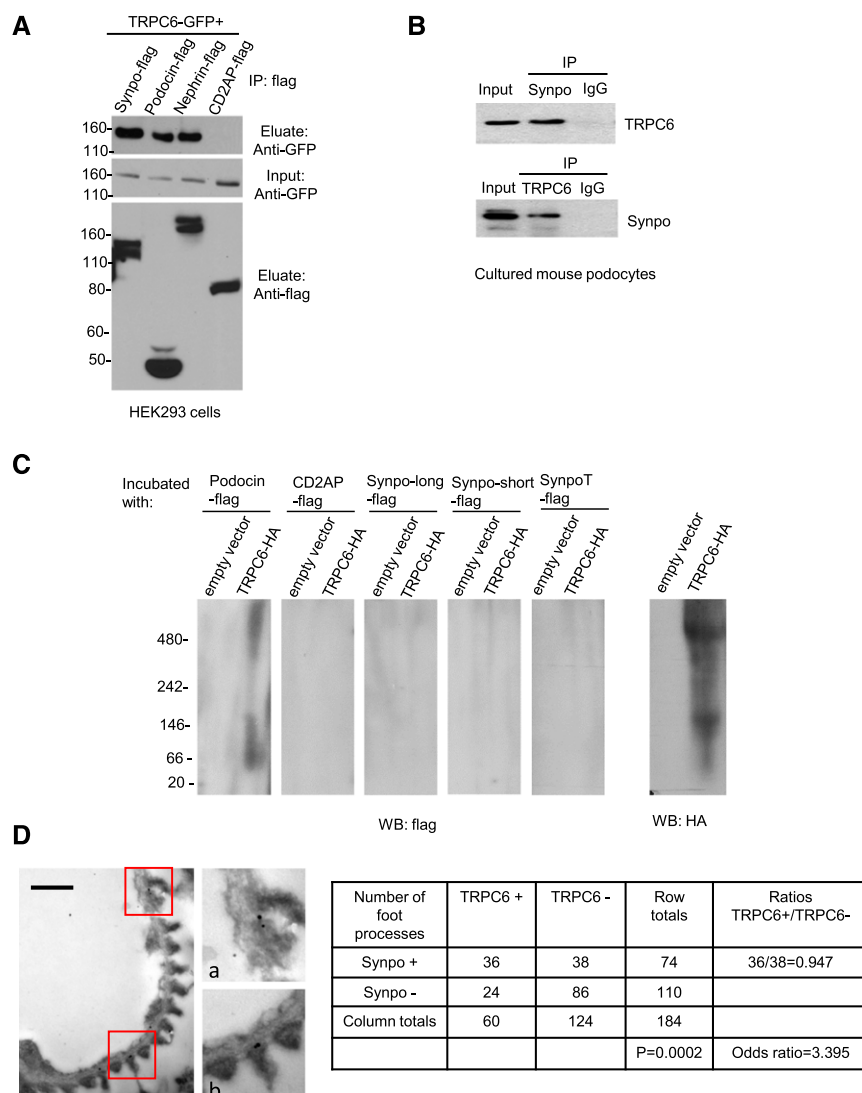 A
TRPC6-GFP+
Synpo-flag
Podocin-flag
Nephrin-flag
CD2AP-flag
IP: flag
160
110
Eluate:
Anti-GFP
160
110
Input:
Anti-GFP
160
110
80
60
50
Eluate:
Anti-flag
HEK293 cells
B
IP
Input Synpo IgG
TRPC6
IP
Input TRPC6 IgG
Synpo
Cultured mouse podocytes
C
Incubated
with:
Podocin
-flag
CD2AP
-flag
Synpo-long
-flag
Synpo-short
-flag
SynpoT
-flag
empty vector
TRPC6-HA
empty vector
TRPC6-HA
empty vector
TRPC6-HA
empty vector
TRPC6-HA
empty vector
TRPC6-HA
empty vector
TRPC6-HA
480-
242-
146-
66 -
20 -
WB: flag
WB: HA
D
a
b
Number of
foot
processes
TRPC6 +
TRPC6 -
Row
totals
Ratios
TRPC6+/TRPC6-
Synpo + 36 38 74 36/38=0.947
Synpo - 24 86 110
Column totals 60 124 184
P=0.0002 Odds ratio=3.395